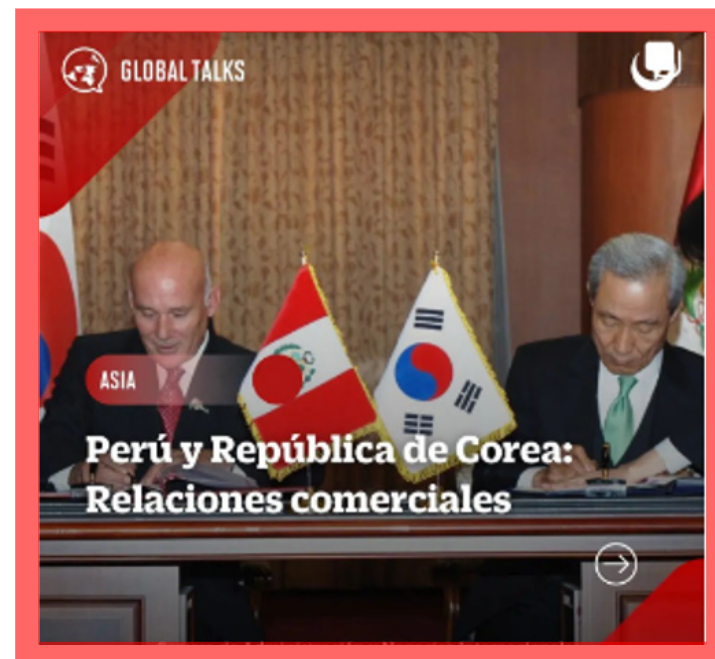 GLOBAL TALKS
ASIA
Perú y República de Corea:
Relaciones comerciales